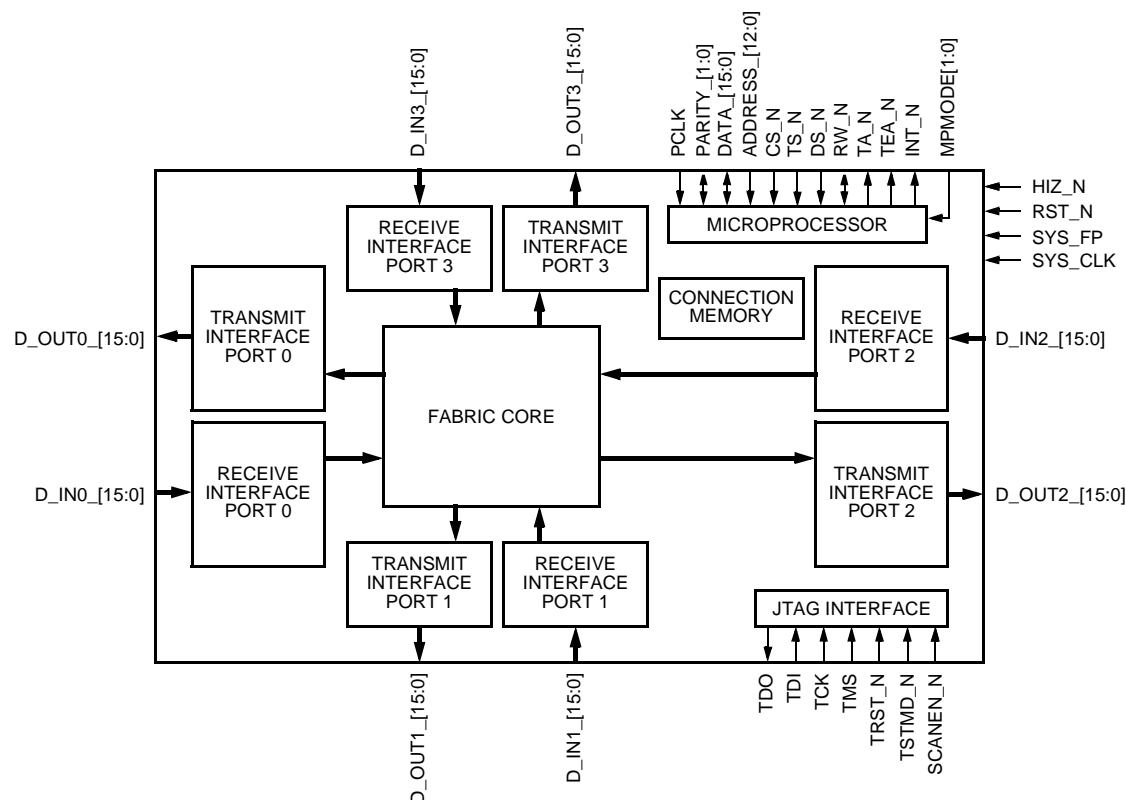 D_IN3_[15:0]
D_OUT3_[15:0]
PCLK
PARITY_[1:0]
DATA_[15:0]
ADDRESS_[12:0]
CS_N
TS_N
DS_N
RW_N
TA_N
TEA_N
INT_N
MPMODE[1:0]
HIZ_N
RST_N
SYS_FP
SYS_CLK
RECEIVE
INTERFACE
PORT 3
TRANSMIT
INTERFACE
PORT 3
MICROPROCESSOR
CONNECTION
MEMORY
D_OUT0_[15:0]
TRANSMIT
INTERFACE
PORT 0
RECEIVE
INTERFACE
PORT 2
D_IN2_[15:0]
FABRIC CORE
D_IN0_[15:0]
RECEIVE
INTERFACE
PORT 0
TRANSMIT
INTERFACE
PORT 2
D_OUT2_[15:0]
TRANSMIT
INTERFACE
PORT 1
RECEIVE
INTERFACE
PORT 1
JTAG INTERFACE
D_OUT1_[15:0]
D_IN1_[15:0]
TDO
TDI
TCK
TMS
TRST_N
TSTMD_N
SCANEN_N